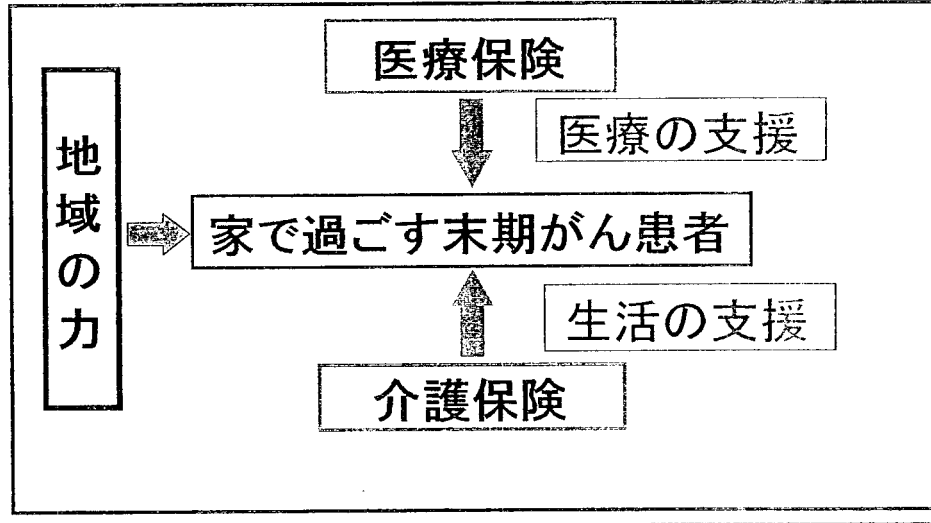 医療保険
医療の支援
地域の力
家で過ごす末期がん患者
生活の支援
介護保険